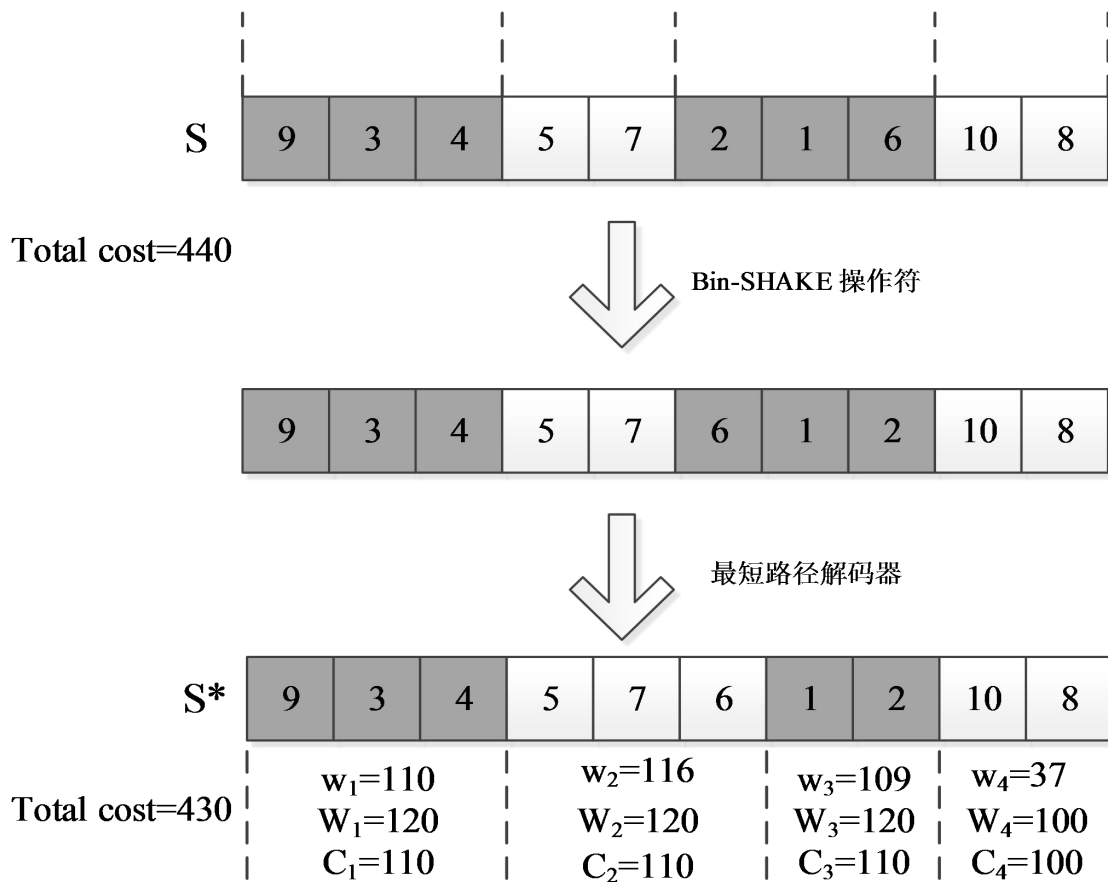 S 9 3 4 5 7 2 1 6 10 8
Total cost=440
Bin-SHAKE 操作符
9 3 4 5 7 6 1 2 10 8
最短路径解码器
S* 9 3 4 5 7 6 1 2 10 8
w₁=110 w₂=116 w₃=109 w₄=37
Total cost=430 W₁=120 W₂=120 W₃=120 W₄=100
C₁=110 C₂=110 C₃=110 C₄=100